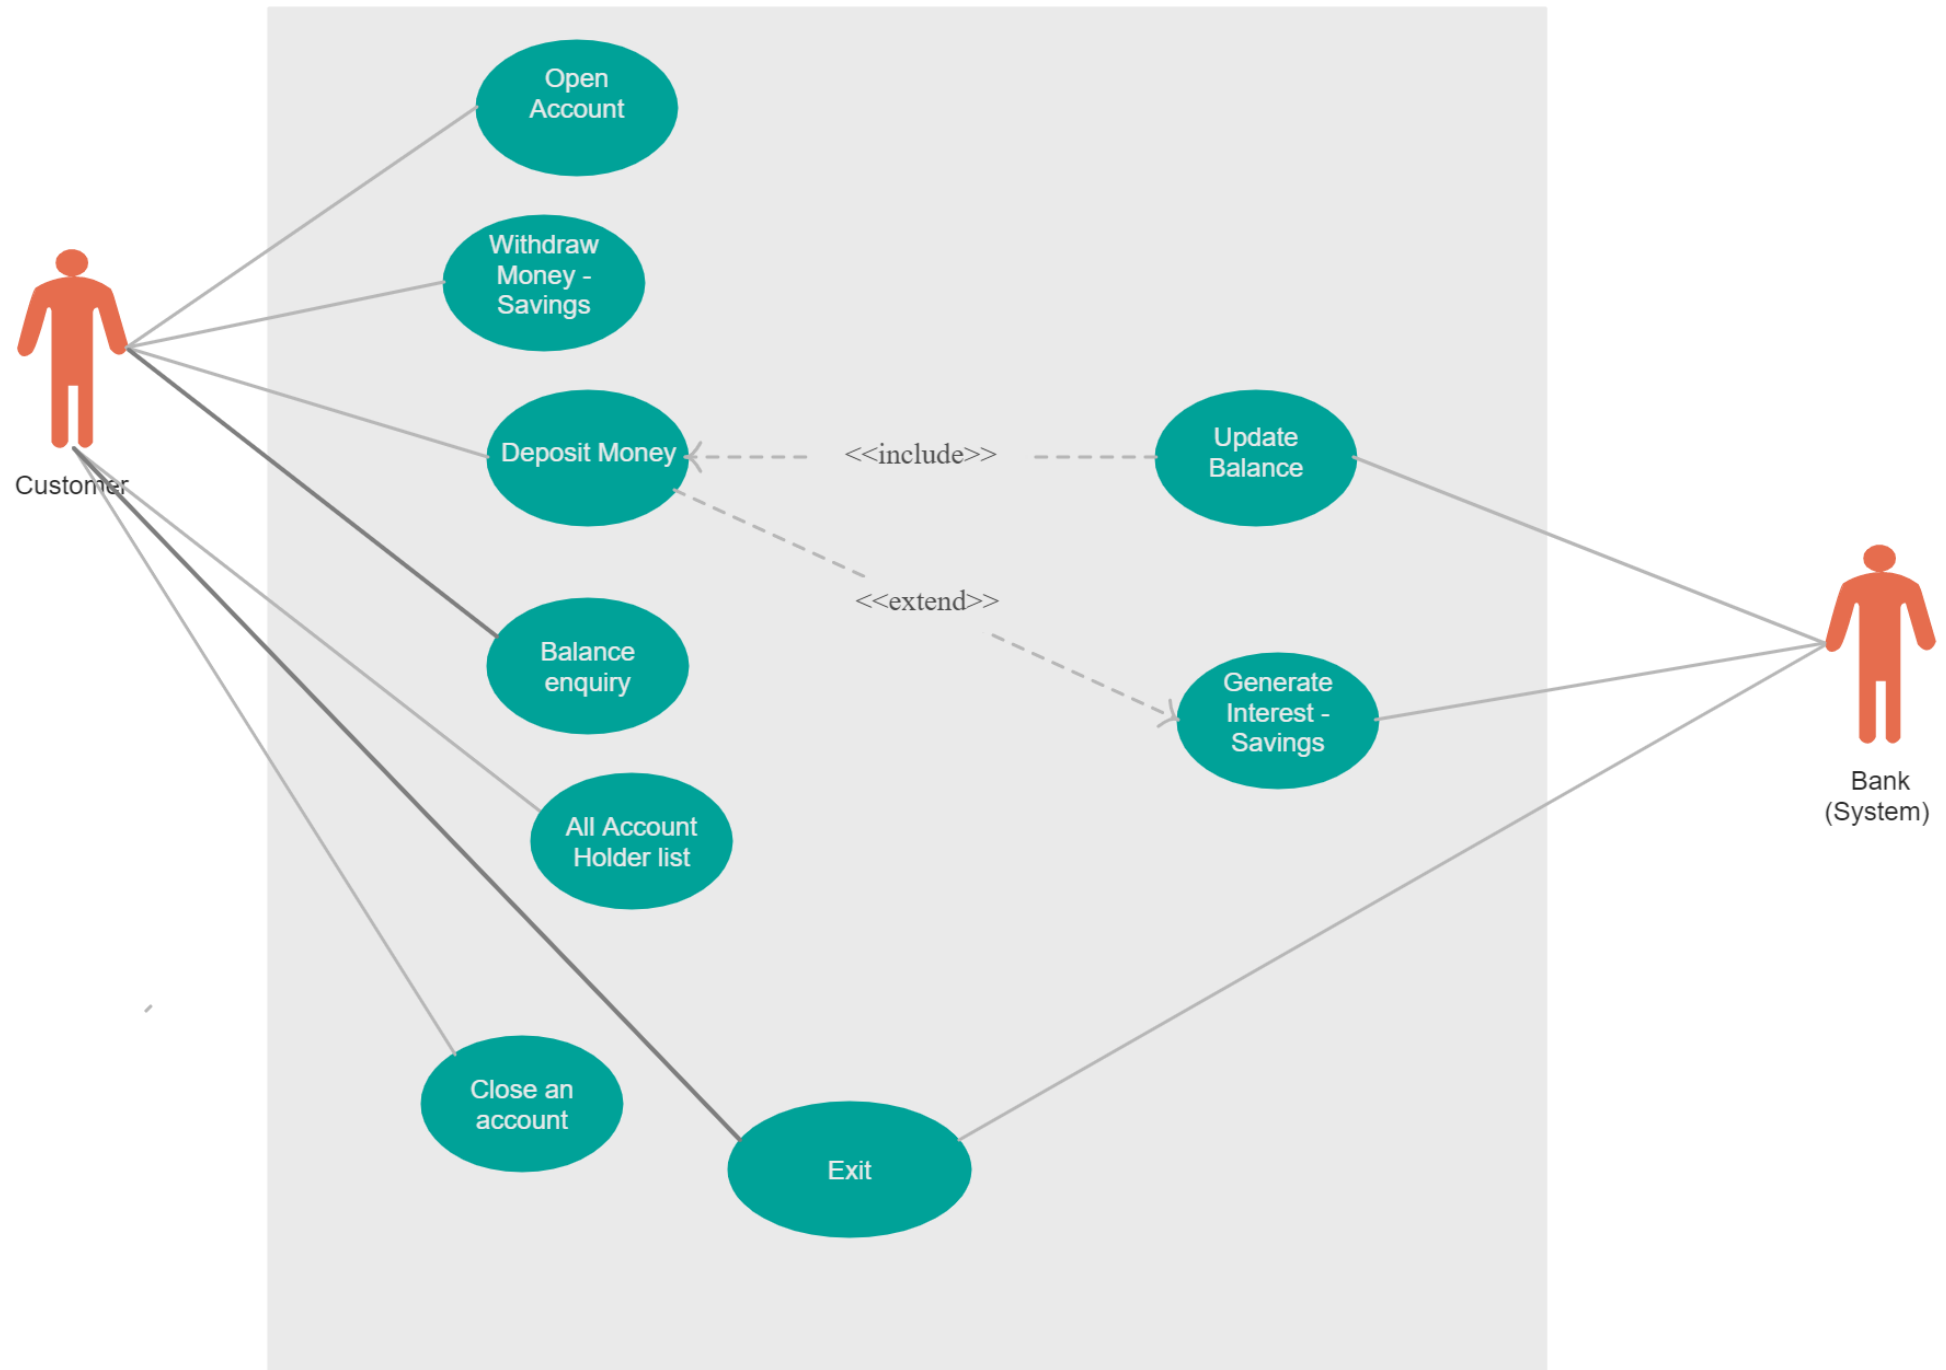 Open
Account
Withdraw
Money -
Savings
Customer
Deposit Money
<<include>>
Update
Balance
<<extend>>
Balance
enquiry
Generate
Interest -
Savings
Bank
(System)
All Account
Holder list
Close an
account
Exit